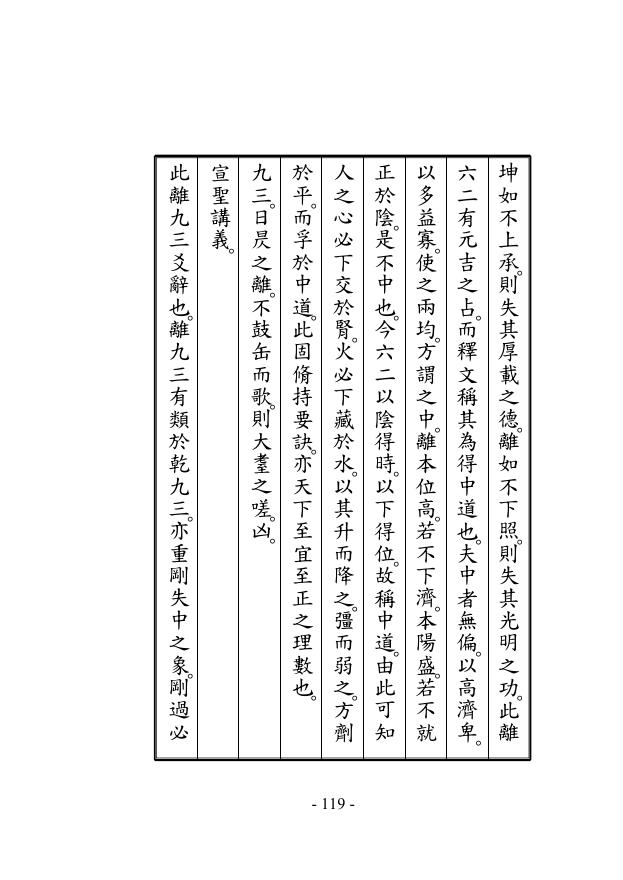 坤如不上承。則失其厚載之德。離如不下照。則失其光明之功。此離
六二有元吉之占。而釋文稱其為得中道也。夫中者無偏。以高濟卑。
以多益寡。使之兩均。方謂之中。離本位高。若不下濟。本陽盛。若不就
正於陰。是不中也。今六二以陰得時。以下得位。故稱中道。由此可知
人之心必下交於腎。火必下藏於水。以其升而降之。彊而弱之。方劑
於平。而孚於中道。此固脩持要訣。亦天下至宜至正之理數也。
九三。日昃之離。不鼓缶而歌。則大耋之嗟。凶。
宣聖講義。
此離九三爻辭也。離九三有類於乾九三。亦重剛失中之象。剛過必
- 119 -